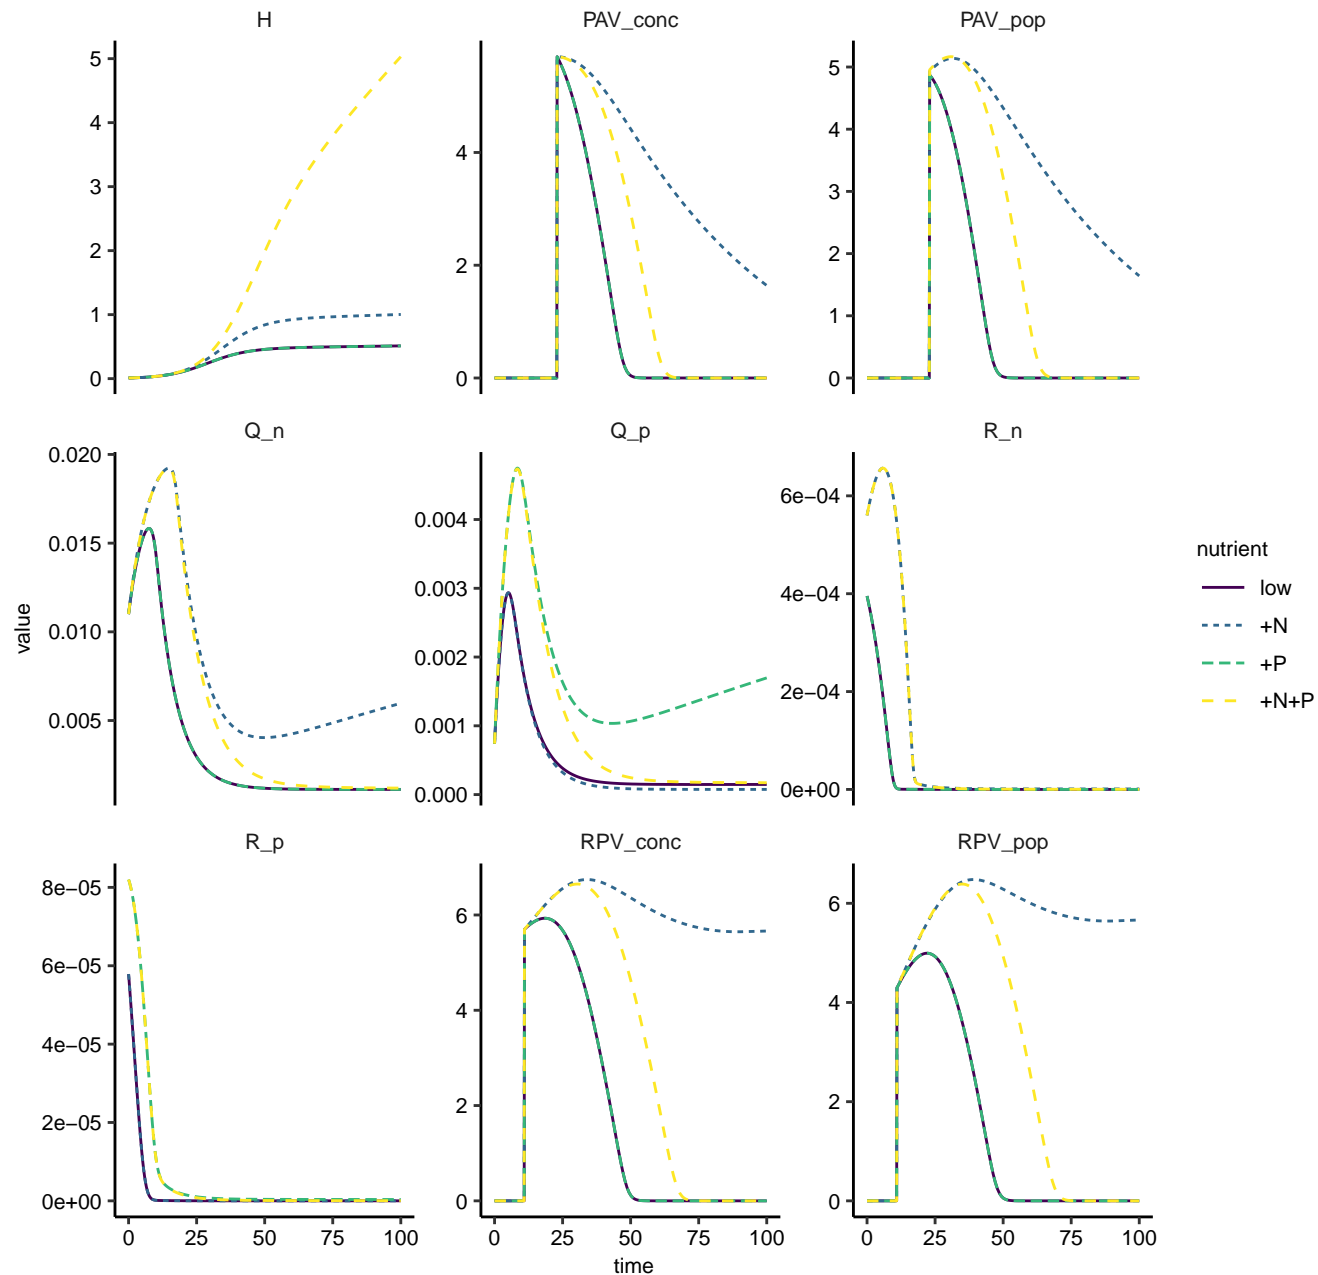 H
PAV_conc
PAV_pop
5
4
3
2
1
0
4
2
0
5
4
3
2
1
0
Q_n
Q_p
R_n
0.020
0.015
0.010
0.005
0.004
0.003
0.002
0.001
0.000
6e−04
4e−04
2e−04
0e+00
R_p
RPV_conc
RPV_pop
8e−05
6e−05
4e−05
2e−05
0e+00
6
4
2
0
6
4
2
0
0 25 50 75 100
0 25 50 75 100
0 25 50 75 100
time
value
nutrient
low
+N
+P
+N+P